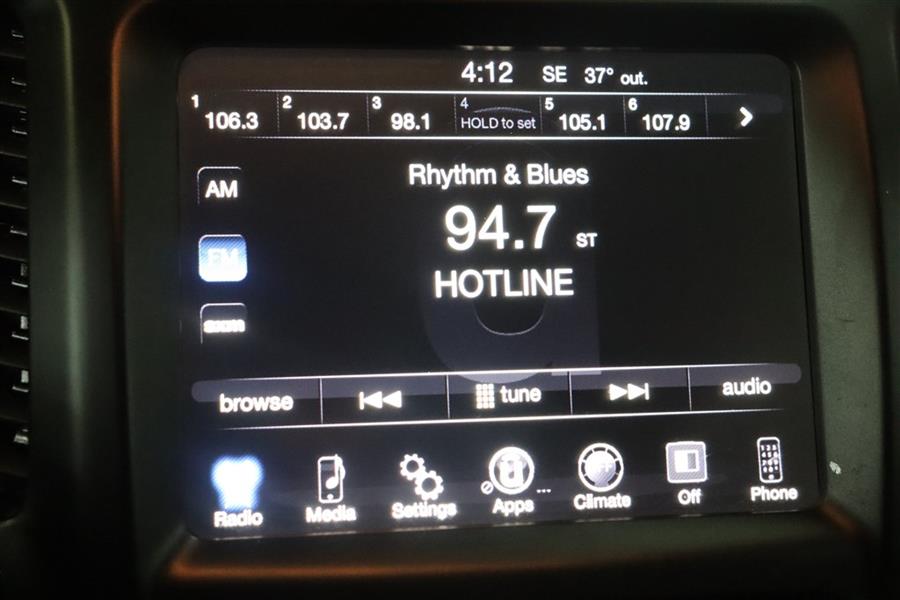 4:12 SE 37° out.
1 106.3 2 103.7 3 98.1 4 HOLD to set 5 105.1 6 107.9
Rhythm & Blues
AM
94.7 ST
FM
HOTLINE
browse tune audio
Radio Media Settings Apps ... Climate Off Phone